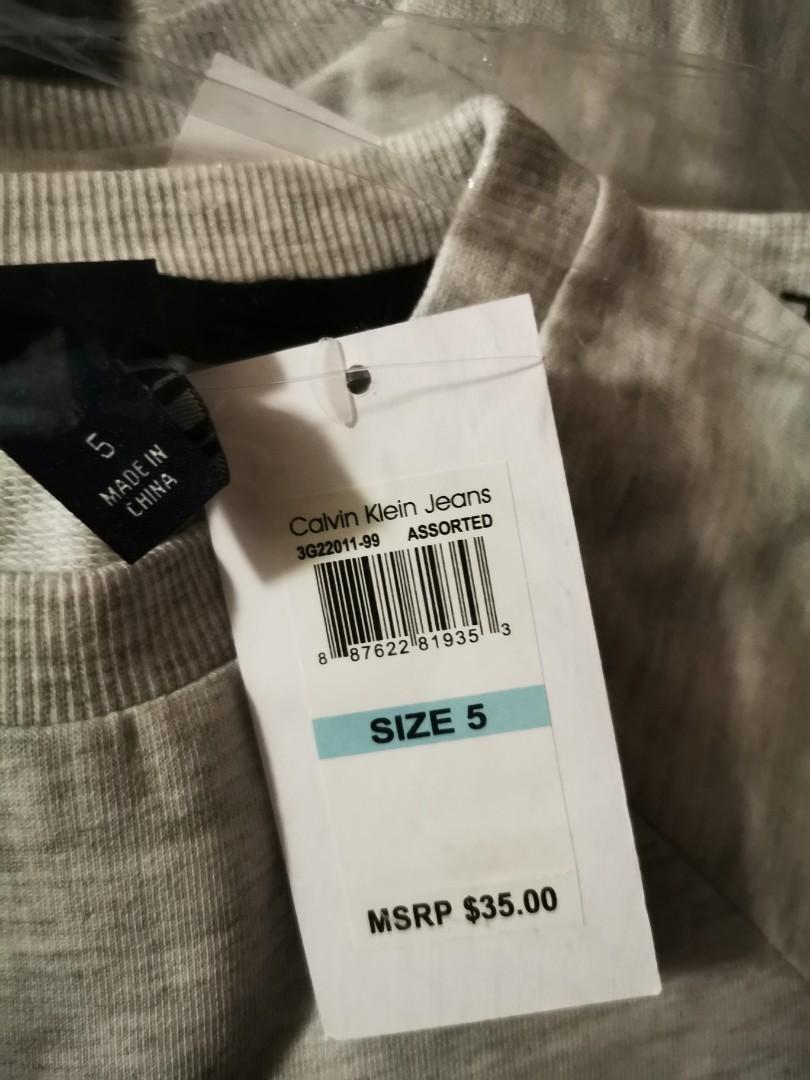 5
MADE IN
CHINA
Calvin Klein Jeans
3G22011-99 ASSORTED
8 87622 81935 3
SIZE 5
MSRP $35.00